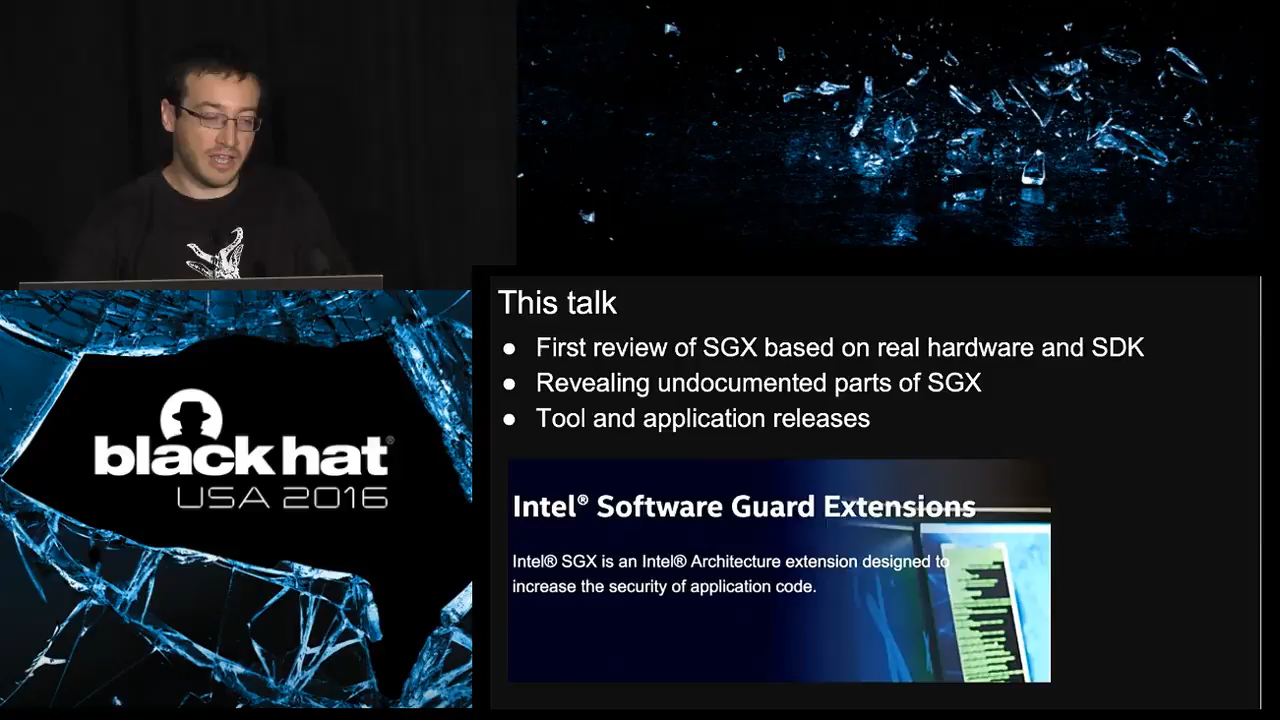 This talk
● First review of SGX based on real hardware and SDK
● Revealing undocumented parts of SGX
● Tool and application releases
Intel® Software Guard Extensions
Intel® SGX is an Intel® Architecture extension designed to
increase the security of application code.
black hat®
USA 2016